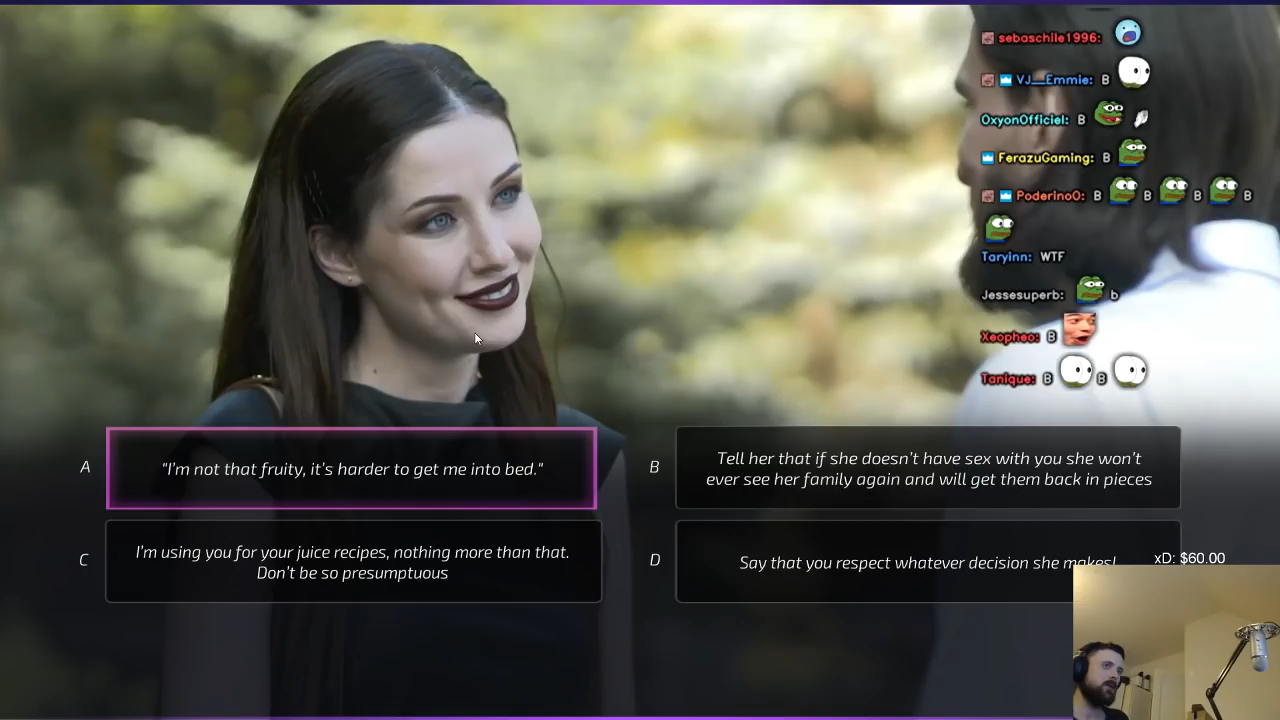 sebaschile1996:
VJ__Emmie: B
OxyonOfficiel: B
FerazuGaming: B
PoderinoO: B B B B
Taryinn: WTF
Jessesuperb: b
Xeopheo: B
Tanique: B B
A
"I'm not that fruity, it's harder to get me into bed."
B
Tell her that if she doesn't have sex with you she won't
ever see her family again and will get them back in pieces
C
I'm using you for your juice recipes, nothing more than that.
Don't be so presumptuous
D
Say that you respect whatever decision she makes!
xD: $60.00